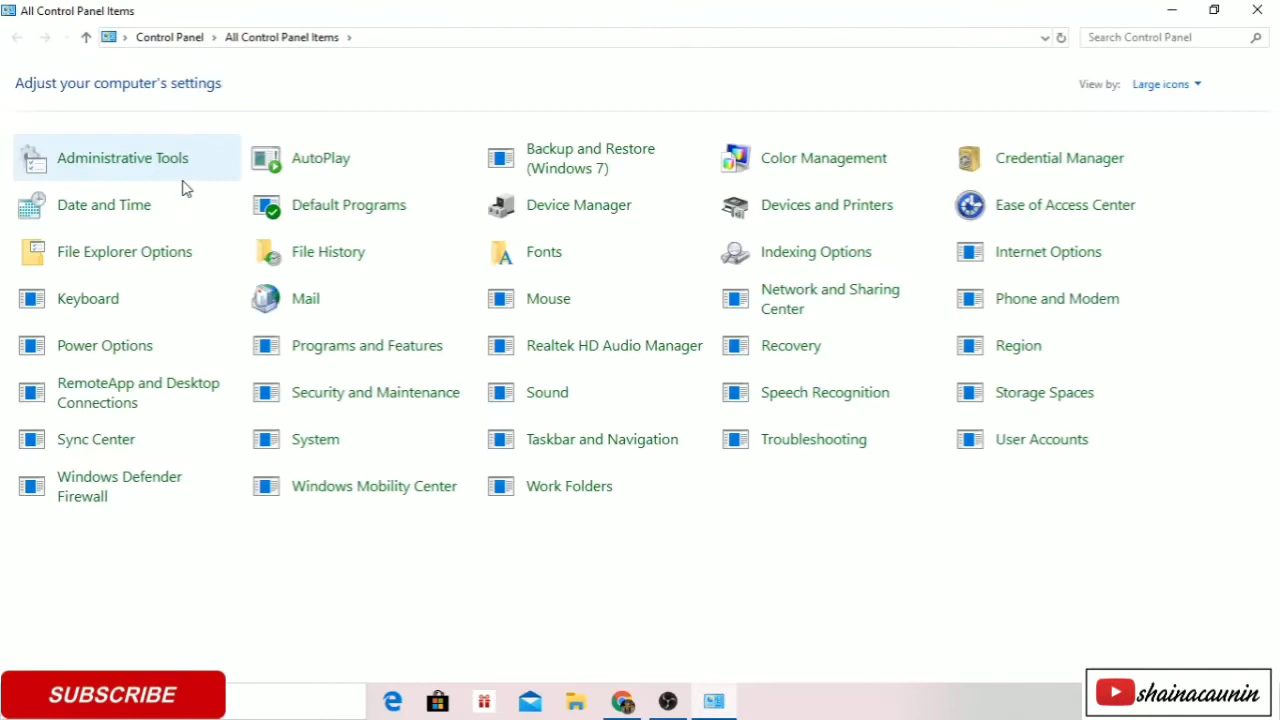 All Control Panel Items
Control Panel > All Control Panel Items >
Search Control Panel
Adjust your computer's settings
View by: Large icons
Administrative Tools
AutoPlay
Backup and Restore
(Windows 7)
Color Management
Credential Manager
Date and Time
Default Programs
Device Manager
Devices and Printers
Ease of Access Center
File Explorer Options
File History
Fonts
Indexing Options
Internet Options
Keyboard
Mail
Mouse
Network and Sharing
Center
Phone and Modem
Power Options
Programs and Features
Realtek HD Audio Manager
Recovery
Region
RemoteApp and Desktop
Connections
Security and Maintenance
Sound
Speech Recognition
Storage Spaces
Sync Center
System
Taskbar and Navigation
Troubleshooting
User Accounts
Windows Defender
Firewall
Windows Mobility Center
Work Folders
SUBSCRIBE
shainacaunin